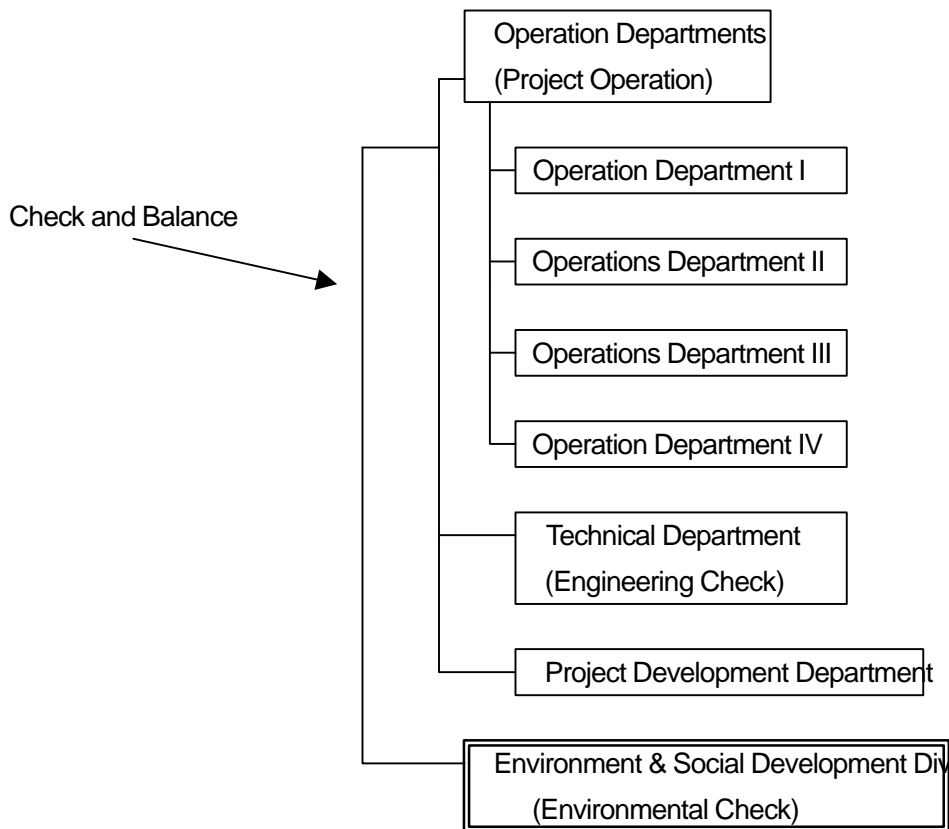 Operation Departments
(Project Operation)
Operation Department I
Check and Balance
Operations Department II
Operations Department III
Operation Department IV
Technical Department
(Engineering Check)
Project Development Department
Environment & Social Development Div
(Environmental Check)